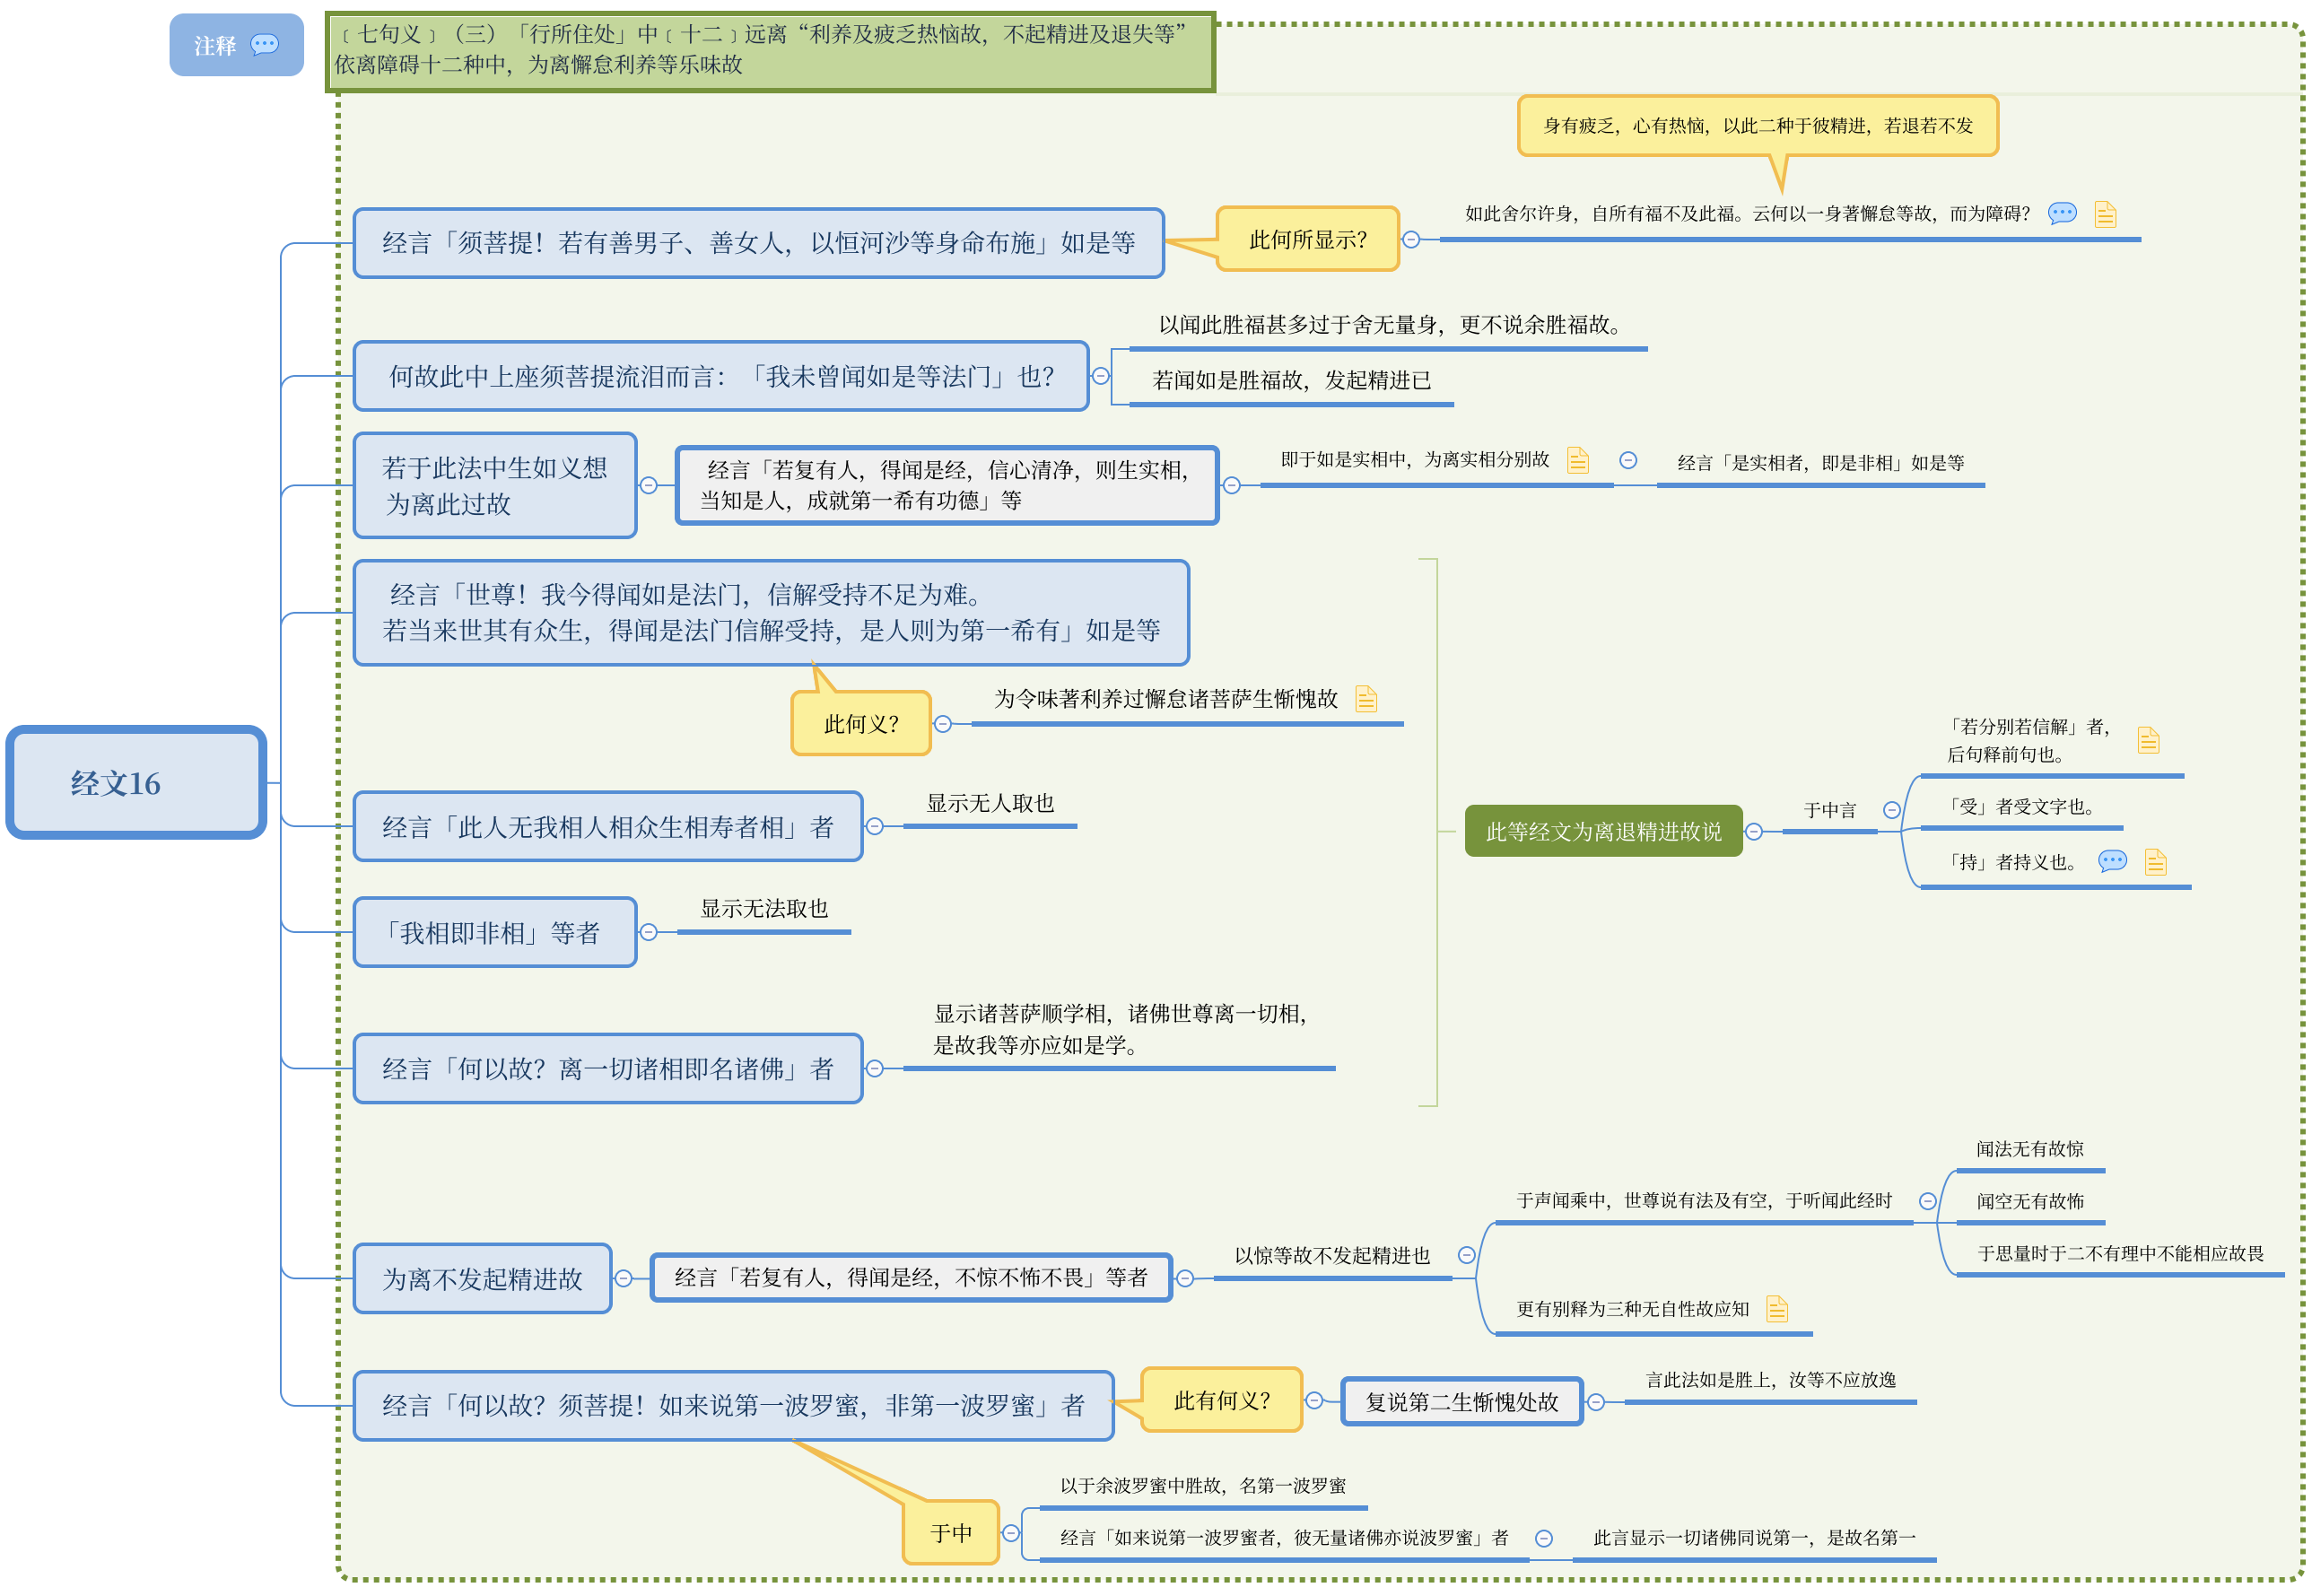 注释
﹝七句义﹞（三）「行所住处」中﹝十二﹞远离“利养及疲乏热恼故，不起精进及退失等”
依离障碍十二种中，为离懈怠利养等乐味故
经文16
经言「须菩提！若有善男子、善女人，以恒河沙等身命布施」如是等
此何所显示？
身有疲乏，心有热恼，以此二种于彼精进，若退若不发
如此舍尔许身，自所有福不及此福。云何以一身著懈怠等故，而为障碍？
何故此中上座须菩提流泪而言：「我未曾闻如是等法门」也？
以闻此胜福甚多过于舍无量身，更不说余胜福故。
若闻如是胜福故，发起精进已
若于此法中生如义想
为离此过故
经言「若复有人，得闻是经，信心清净，则生实相，
当知是人，成就第一希有功德」等
即于如是实相中，为离实相分别故
经言「是实相者，即是非相」如是等
经言「世尊！我今得闻如是法门，信解受持不足为难。
若当来世其有众生，得闻是法门信解受持，是人则为第一希有」如是等
此何义？
为令味著利养过懈怠诸菩萨生惭愧故
经言「此人无我相人相众生相寿者相」者
显示无人取也
「我相即非相」等者
显示无法取也
经言「何以故？离一切诸相即名诸佛」者
显示诸菩萨顺学相，诸佛世尊离一切相，
是故我等亦应如是学。
此等经文为离退精进故说
于中言
「若分别若信解」者，
后句释前句也。
「受」者受文字也。
「持」者持义也。
为离不发起精进故
经言「若复有人，得闻是经，不惊不怖不畏」等者
以惊等故不发起精进也
于声闻乘中，世尊说有法及有空，于听闻此经时
闻法无有故惊
闻空无有故怖
于思量时于二不有理中不能相应故畏
更有别释为三种无自性故应知
经言「何以故？须菩提！如来说第一波罗蜜，非第一波罗蜜」者
此有何义？
复说第二生惭愧处故
言此法如是胜上，汝等不应放逸
于中
以于余波罗蜜中胜故，名第一波罗蜜
经言「如来说第一波罗蜜者，彼无量诸佛亦说波罗蜜」者
此言显示一切诸佛同说第一，是故名第一